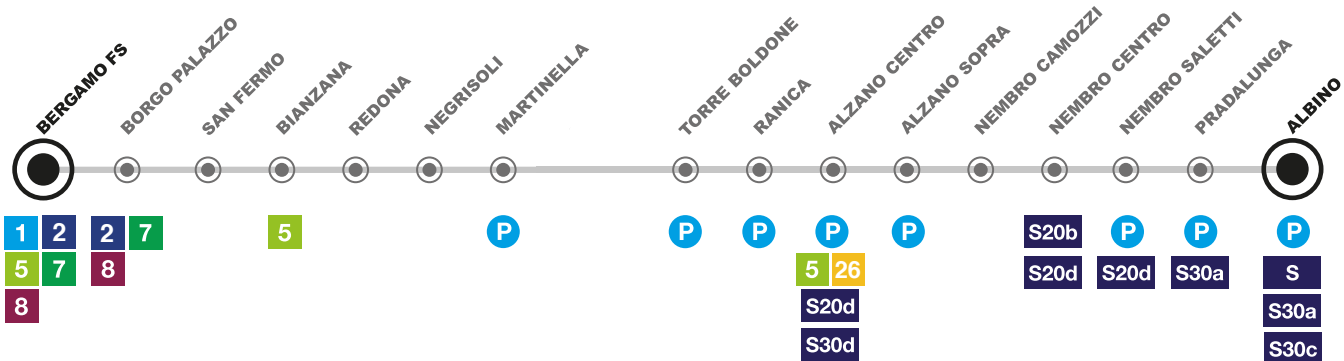 BERGAMO FS
BORGO PALAZZO
SAN FERMO
BIANZANA
REDONA
NEGRISOLI
MARTINELLA
TORRE BOLDONE
RANICA
ALZANO CENTRO
ALZANO SOPRA
NEMBRO CAMOZZI
NEMBRO CENTRO
NEMBRO SALETTI
PRADALUNGA
ALBINO
1 2 2 7 5 P P P P P S20b P P P
5 7 8 5 26 S20d S20d S30a S
8 S20d S30a
S30d S30c